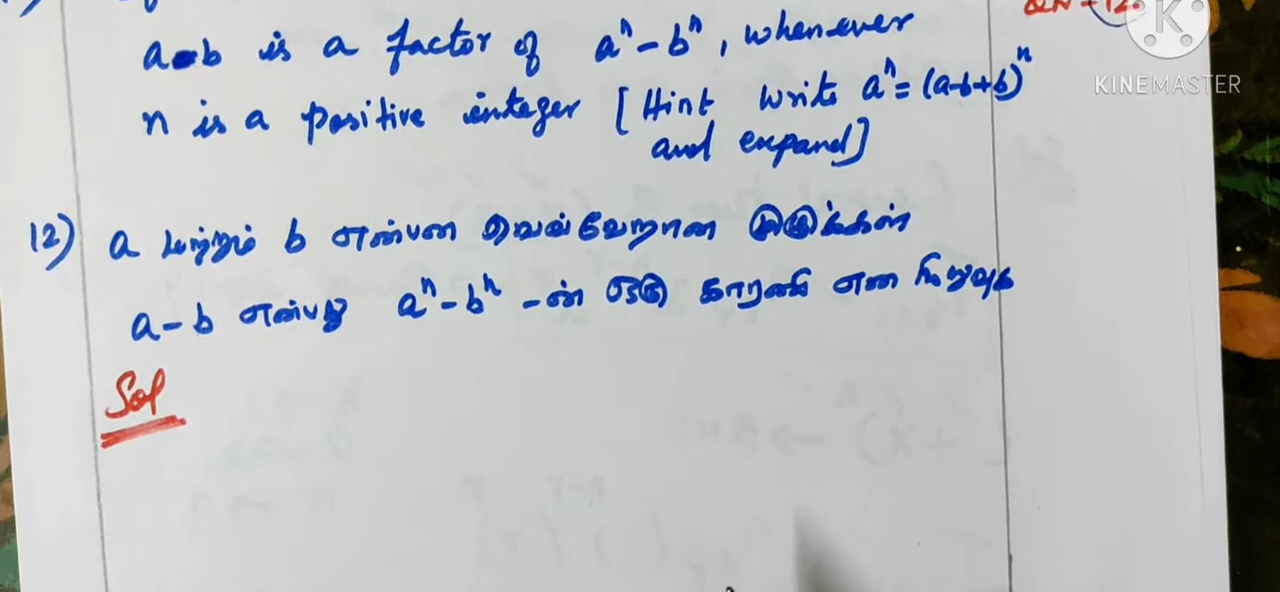 a-b is a factor of aⁿ - bⁿ, whenever
n is a positive integer [Hint write aⁿ = (a-b+b)ⁿ
and expand]
12) a மற்றும் b என்பன வெவ்வேறான முழுக்கள்
a-b என்பது aⁿ - bⁿ -ன் ஒரு காரணி என நிறுவுக
Sol
K
KINEMASTER